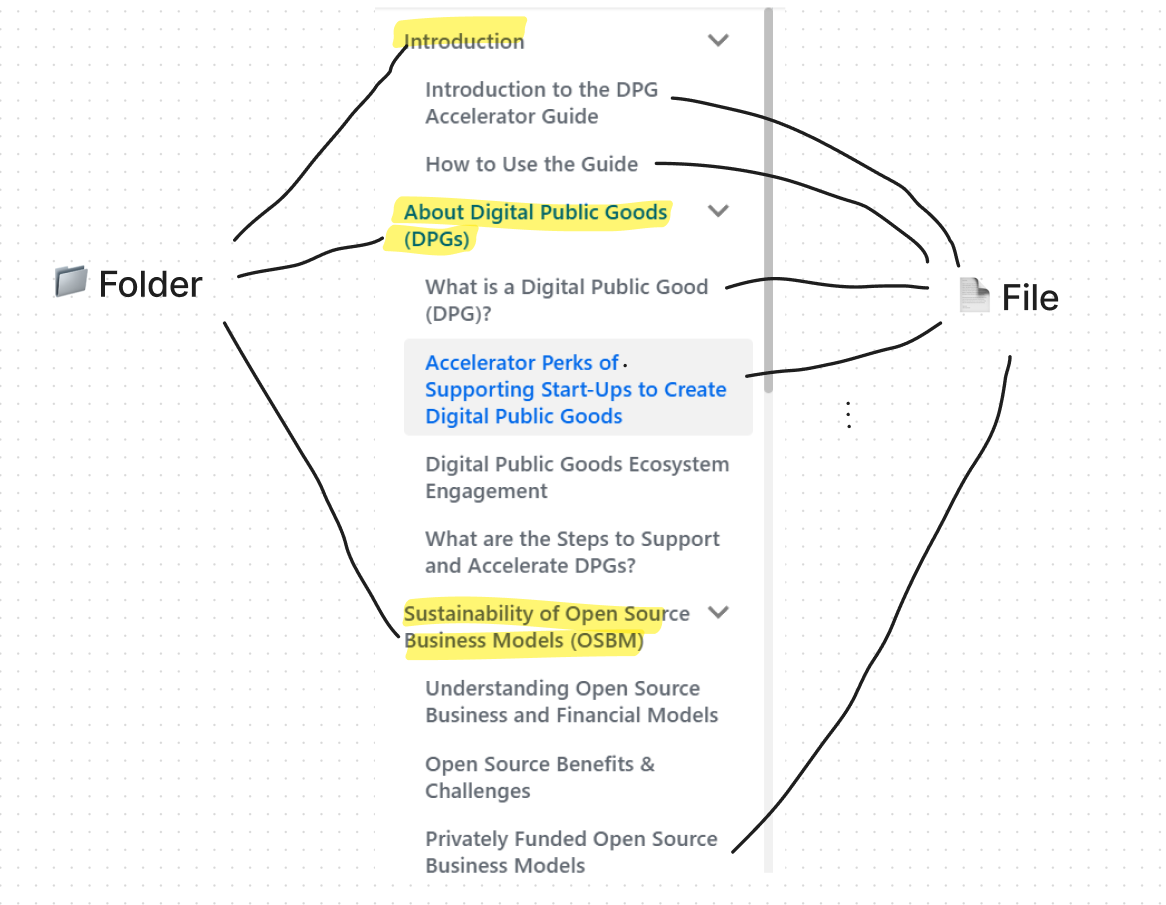 Introduction
Introduction to the DPG
Accelerator Guide
How to Use the Guide
About Digital Public Goods
(DPGs)
📁 Folder
What is a Digital Public Good
(DPG)?
📄 File
Accelerator Perks of
Supporting Start-Ups to Create
Digital Public Goods
Digital Public Goods Ecosystem
Engagement
What are the Steps to Support
and Accelerate DPGs?
Sustainability of Open Source
Business Models (OSBM)
Understanding Open Source
Business and Financial Models
Open Source Benefits &
Challenges
Privately Funded Open Source
Business Models